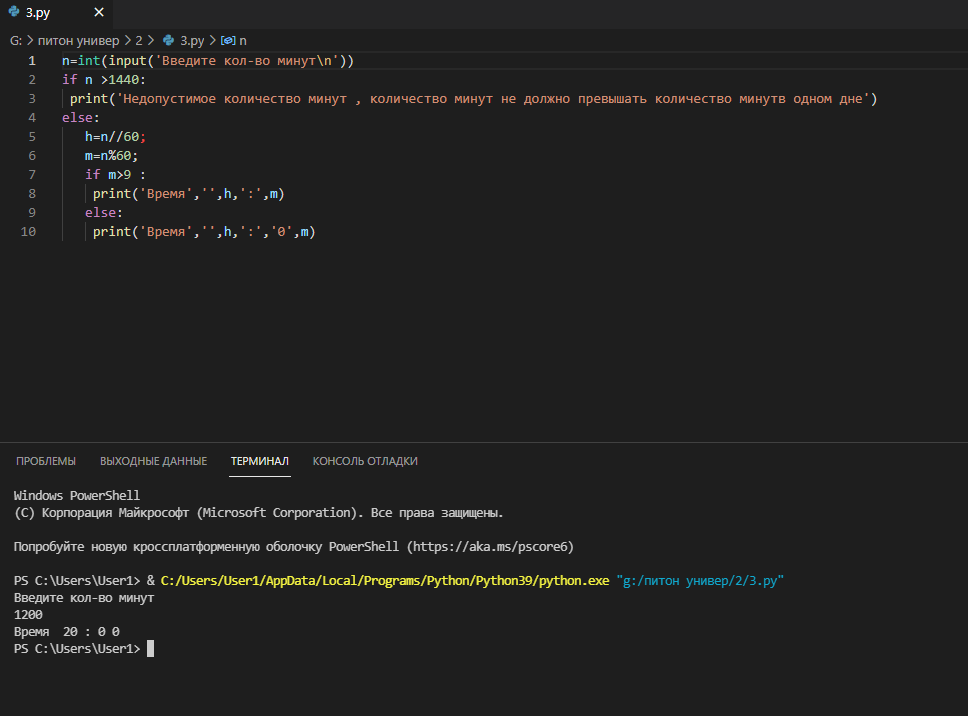 3.py ×
G: > питон универ > 2 > 3.py > n
1 n=int(input('Введите кол-во минут\n'))
2 if n >1440:
3 print('Недопустимое количество минут , количество минут не должно превышать количество минутв одном дне')
4 else:
5 h=n//60;
6 m=n%60;
7 if m>9 :
8 print('Время','',h,':',m)
9 else:
10 print('Время','',h,':','0',m)
ПРОБЛЕМЫ ВЫХОДНЫЕ ДАННЫЕ ТЕРМИНАЛ КОНСОЛЬ ОТЛАДКИ
Windows PowerShell
(C) Корпорация Майкрософт (Microsoft Corporation). Все права защищены.
Попробуйте новую кроссплатформенную оболочку PowerShell (https://aka.ms/pscore6)
PS C:\Users\User1> & C:/Users/User1/AppData/Local/Programs/Python/Python39/python.exe "g:/питон универ/2/3.py"
Введите кол-во минут
1200
Время  20 : 0 0
PS C:\Users\User1>